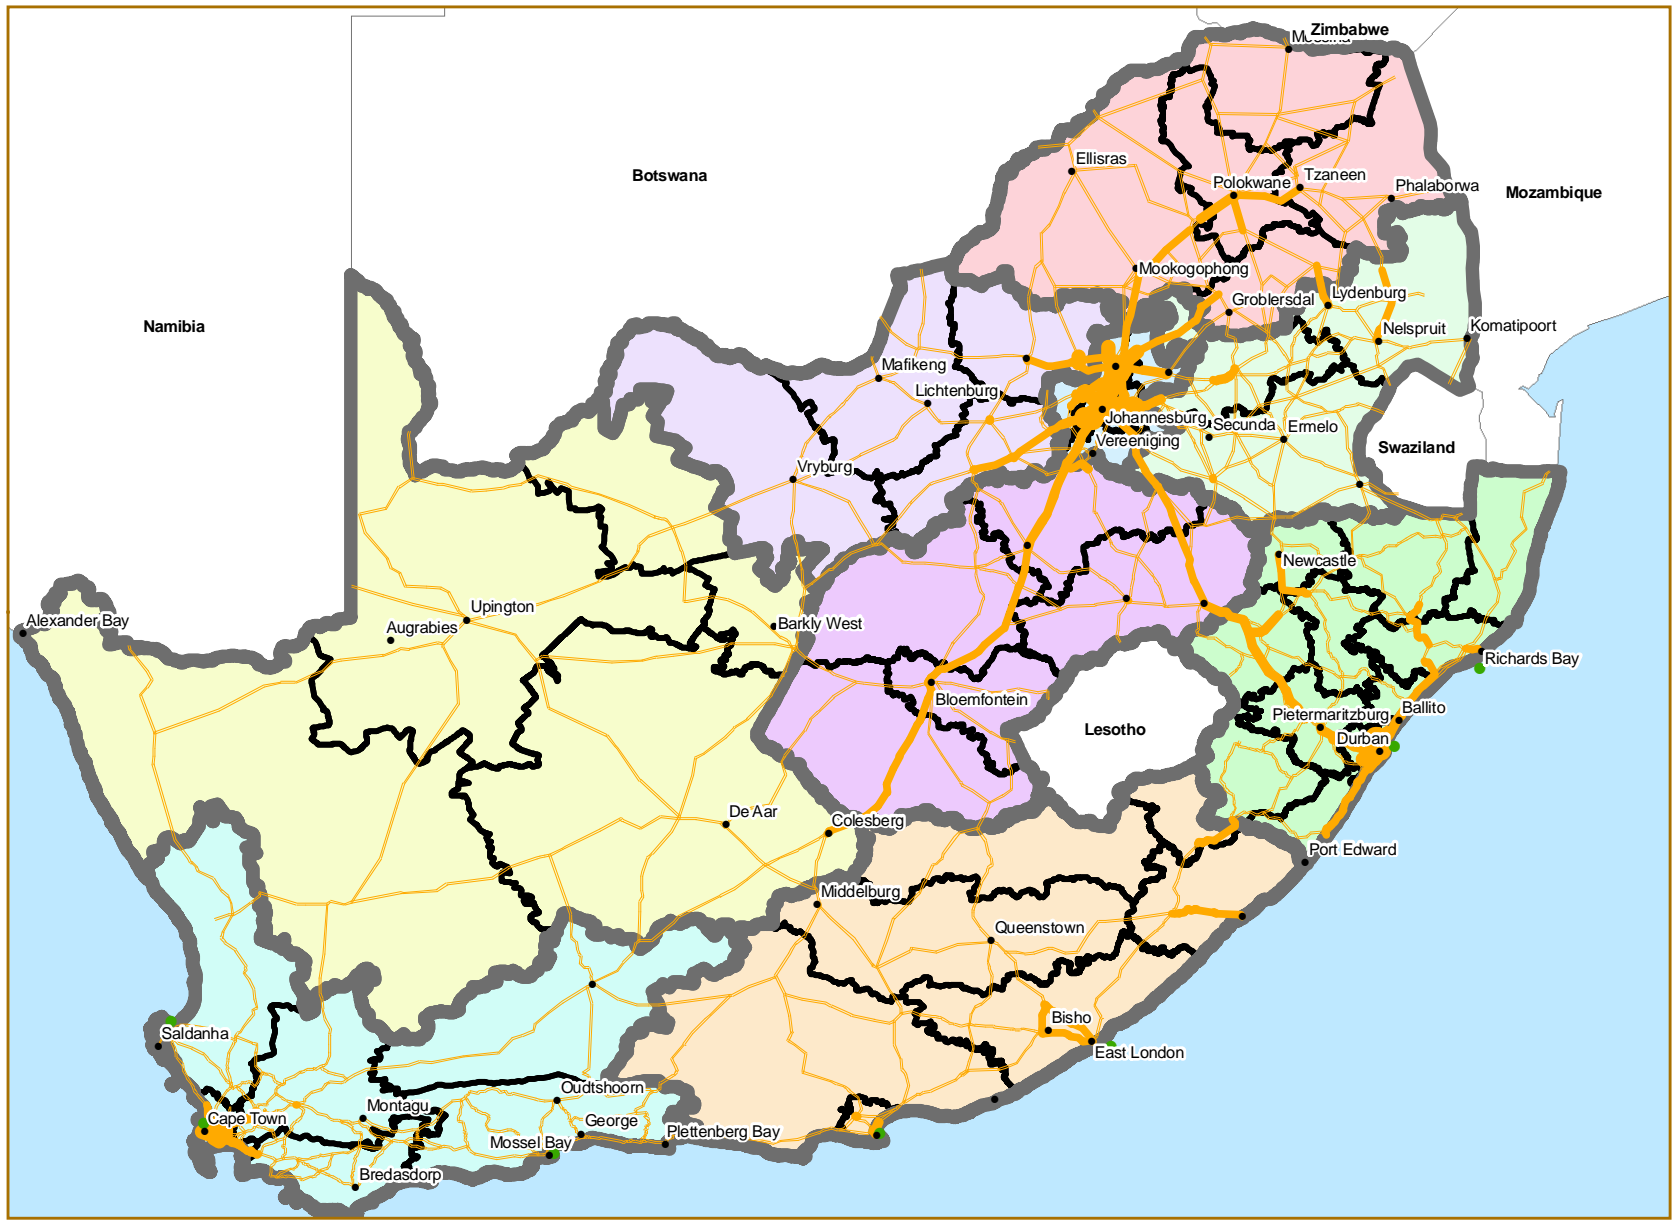 Zimbabwe
Messina
Ellisras
Botswana
Polokwane
Tzaneen
Phalaborwa
Mozambique
Mookgophong
Groblersdal
Lydenburg
Namibia
Nelspruit
Komatipoort
Mafikeng
Lichtenburg
Johannesburg
Secunda
Ermelo
Vereeniging
Swaziland
Vryburg
Newcastle
Upington
Alexander Bay
Augrabies
Barkly West
Richards Bay
Bloemfontein
Lesotho
Pietermaritzburg
Ballito
Durban
De Aar
Colesberg
Port Edward
Middelburg
Queenstown
Bisho
Saldanha
East London
Oudtshoorn
Montagu
Cape Town
George
Plettenberg Bay
Mossel Bay
Bredasdorp